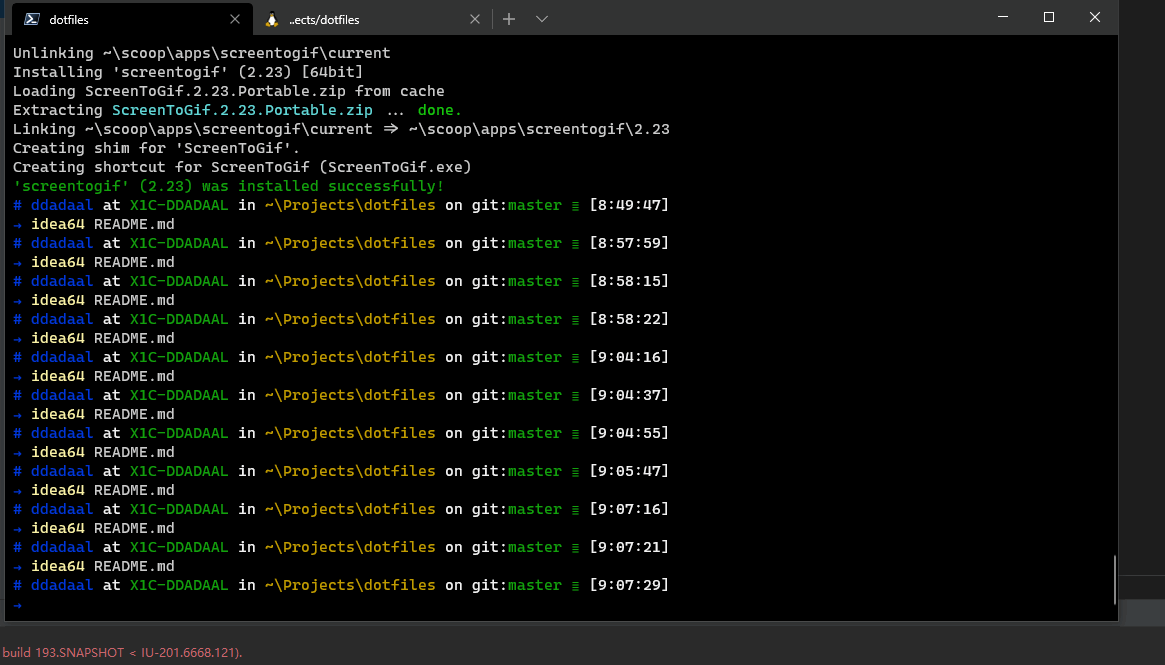 dotfiles
..ects/dotfiles
Unlinking ~\scoop\apps\screentogif\current
Installing 'screentogif' (2.23) [64bit]
Loading ScreenToGif.2.23.Portable.zip from cache
Extracting ScreenToGif.2.23.Portable.zip ... done.
Linking ~\scoop\apps\screentogif\current => ~\scoop\apps\screentogif\2.23
Creating shim for 'ScreenToGif'.
Creating shortcut for ScreenToGif (ScreenToGif.exe)
'screentogif' (2.23) was installed successfully!
# ddadaal at X1C-DDADAAL in ~\Projects\dotfiles on git:master ≡ [8:49:47]
→ idea64 README.md
# ddadaal at X1C-DDADAAL in ~\Projects\dotfiles on git:master ≡ [8:57:59]
→ idea64 README.md
# ddadaal at X1C-DDADAAL in ~\Projects\dotfiles on git:master ≡ [8:58:15]
→ idea64 README.md
# ddadaal at X1C-DDADAAL in ~\Projects\dotfiles on git:master ≡ [8:58:22]
→ idea64 README.md
# ddadaal at X1C-DDADAAL in ~\Projects\dotfiles on git:master ≡ [9:04:16]
→ idea64 README.md
# ddadaal at X1C-DDADAAL in ~\Projects\dotfiles on git:master ≡ [9:04:37]
→ idea64 README.md
# ddadaal at X1C-DDADAAL in ~\Projects\dotfiles on git:master ≡ [9:04:55]
→ idea64 README.md
# ddadaal at X1C-DDADAAL in ~\Projects\dotfiles on git:master ≡ [9:05:47]
→ idea64 README.md
# ddadaal at X1C-DDADAAL in ~\Projects\dotfiles on git:master ≡ [9:07:16]
→ idea64 README.md
# ddadaal at X1C-DDADAAL in ~\Projects\dotfiles on git:master ≡ [9:07:21]
→ idea64 README.md
# ddadaal at X1C-DDADAAL in ~\Projects\dotfiles on git:master ≡ [9:07:29]
→
build 193.SNAPSHOT < IU-201.6668.121).